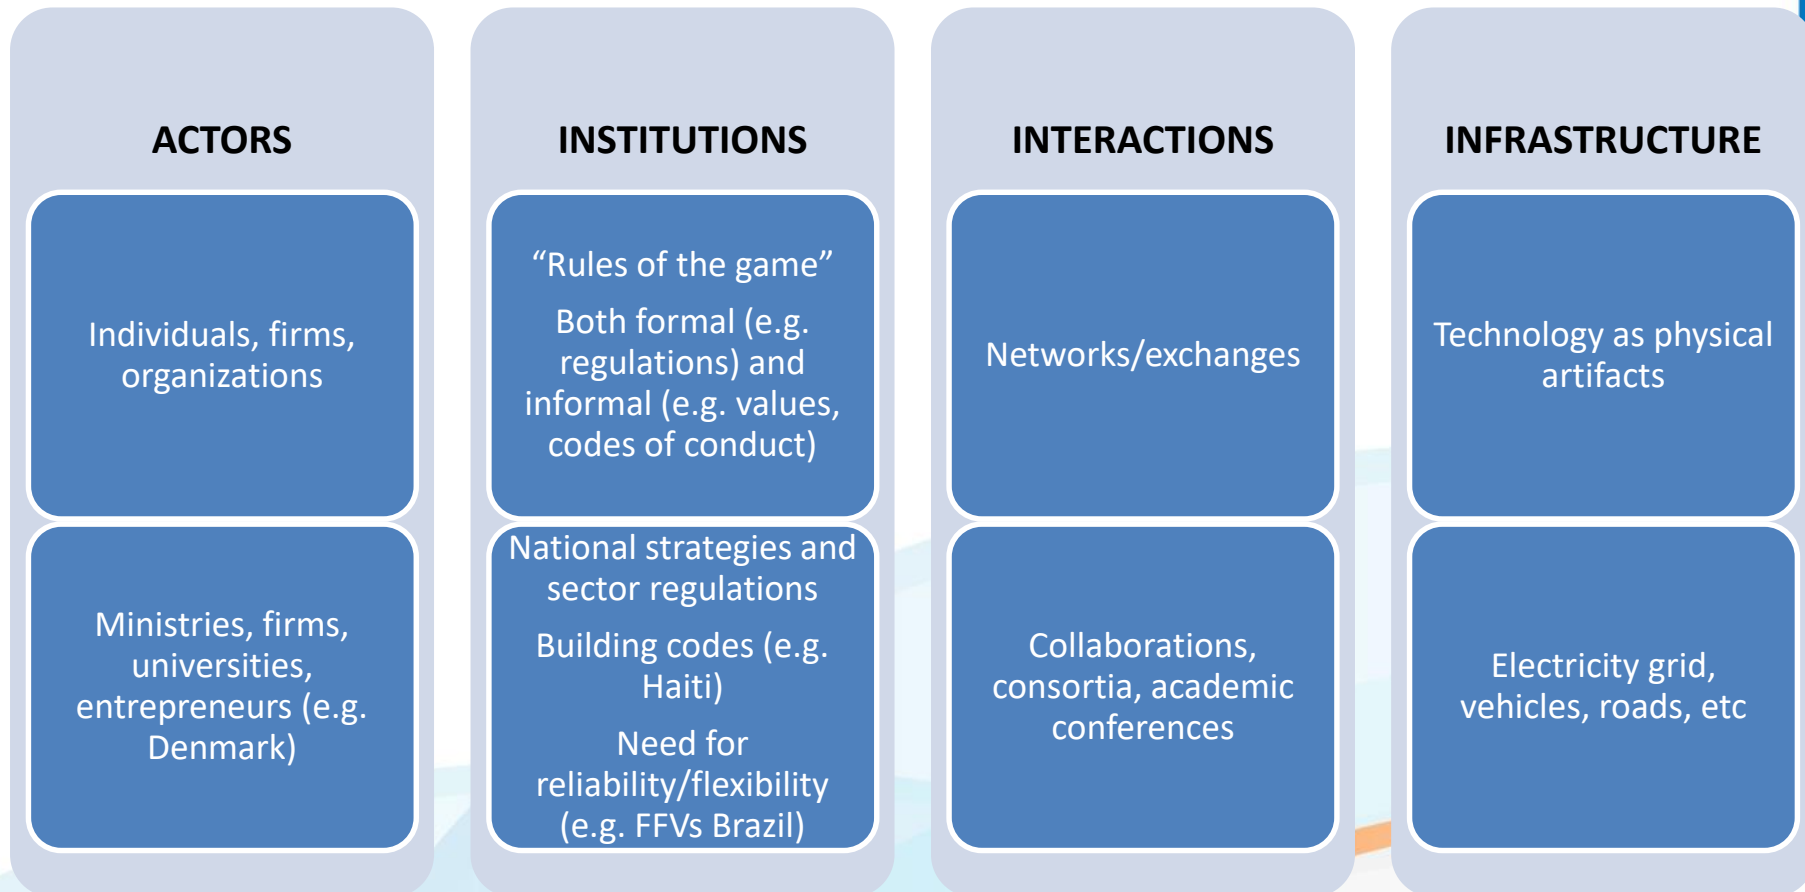 ACTORS
Individuals, firms,
organizations
Ministries, firms,
universities,
entrepreneurs (e.g.
Denmark)
INSTITUTIONS
“Rules of the game”
Both formal (e.g.
regulations) and
informal (e.g. values,
codes of conduct)
National strategies and
sector regulations
Building codes (e.g.
Haiti)
Need for
reliability/flexibility
(e.g. FFVs Brazil)
INTERACTIONS
Networks/exchanges
Collaborations,
consortia, academic
conferences
INFRASTRUCTURE
Technology as physical
artifacts
Electricity grid,
vehicles, roads, etc